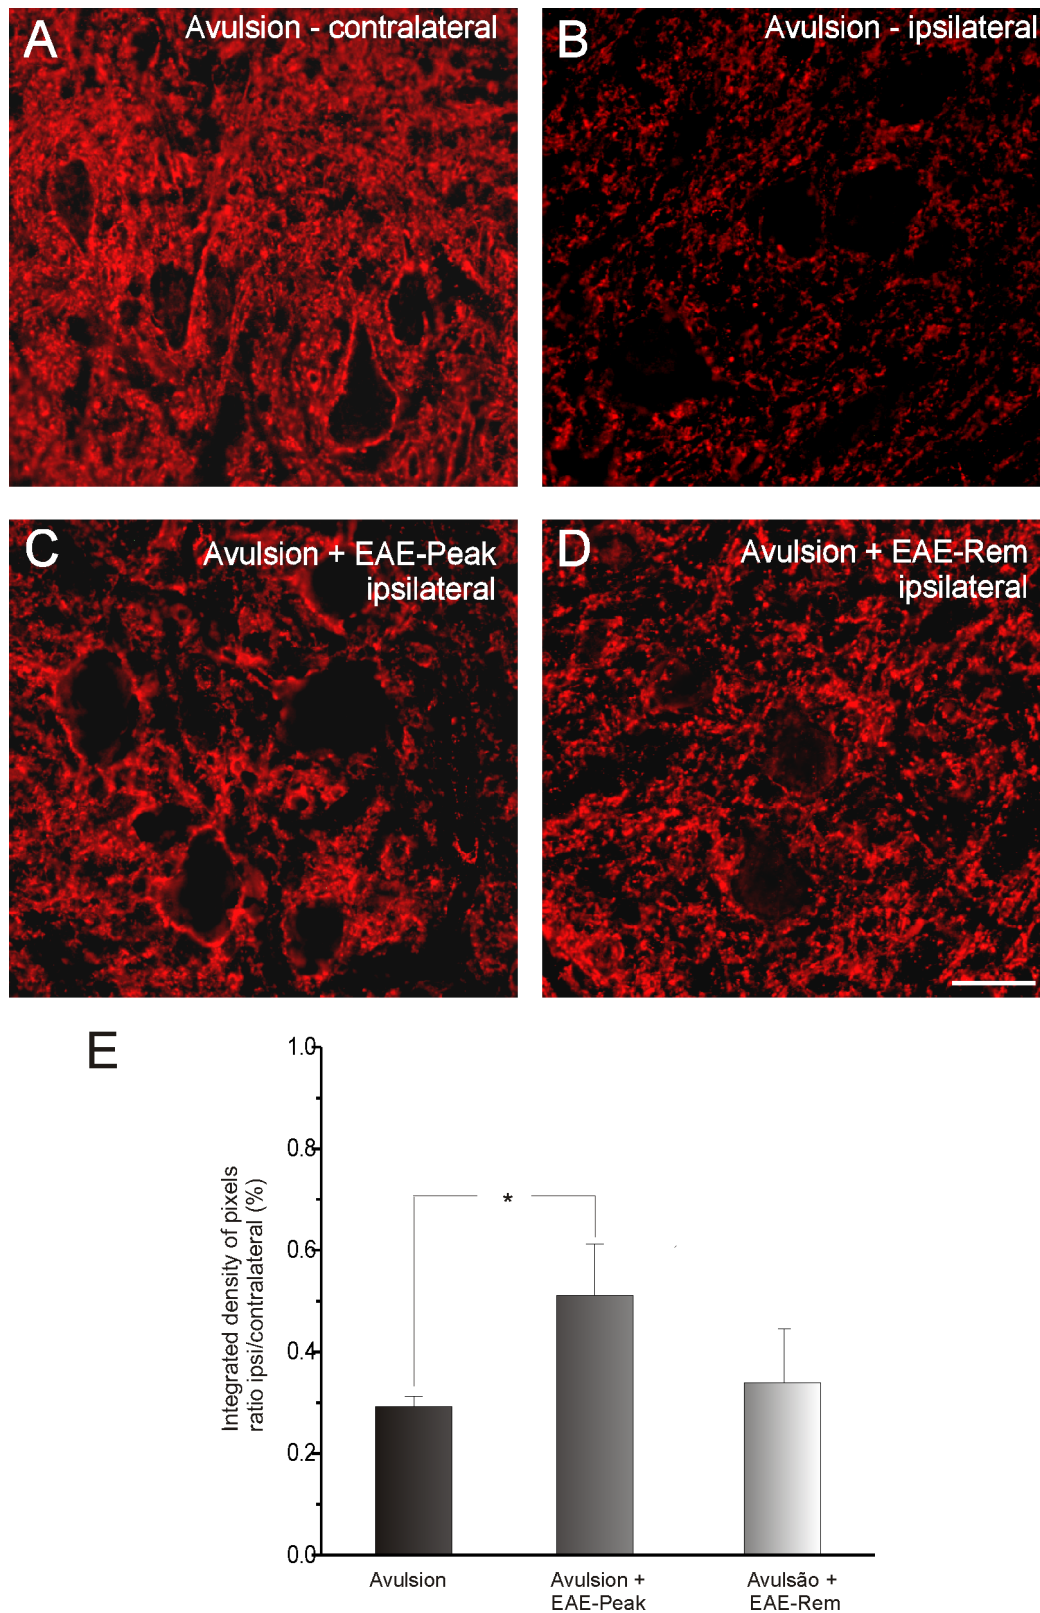 A
Avulsion - contralateral
B
Avulsion - ipsilateral
C
Avulsion + EAE-Peak
ipsilateral
D
Avulsion + EAE-Rem
ipsilateral
E
Integrated density of pixels
ratio ipsi/contralateral (%)
1.0
0.8
0.6
0.4
0.2
0.0
*
Avulsion
Avulsion +
EAE-Peak
Avulsão +
EAE-Rem